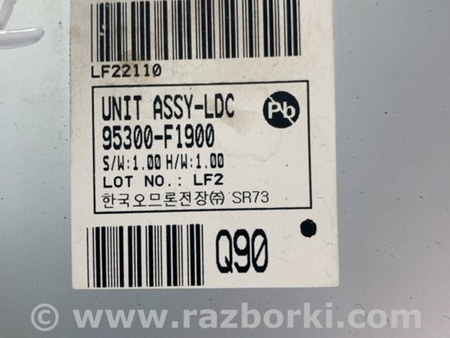 LF22110
UNIT ASSY-LDC
Pb
95300-F1900
S/W:1.00 H/W:1.00
LOT NO.: LF2
한국오므론전장㈜ SR73
Q90
www.razborki.com